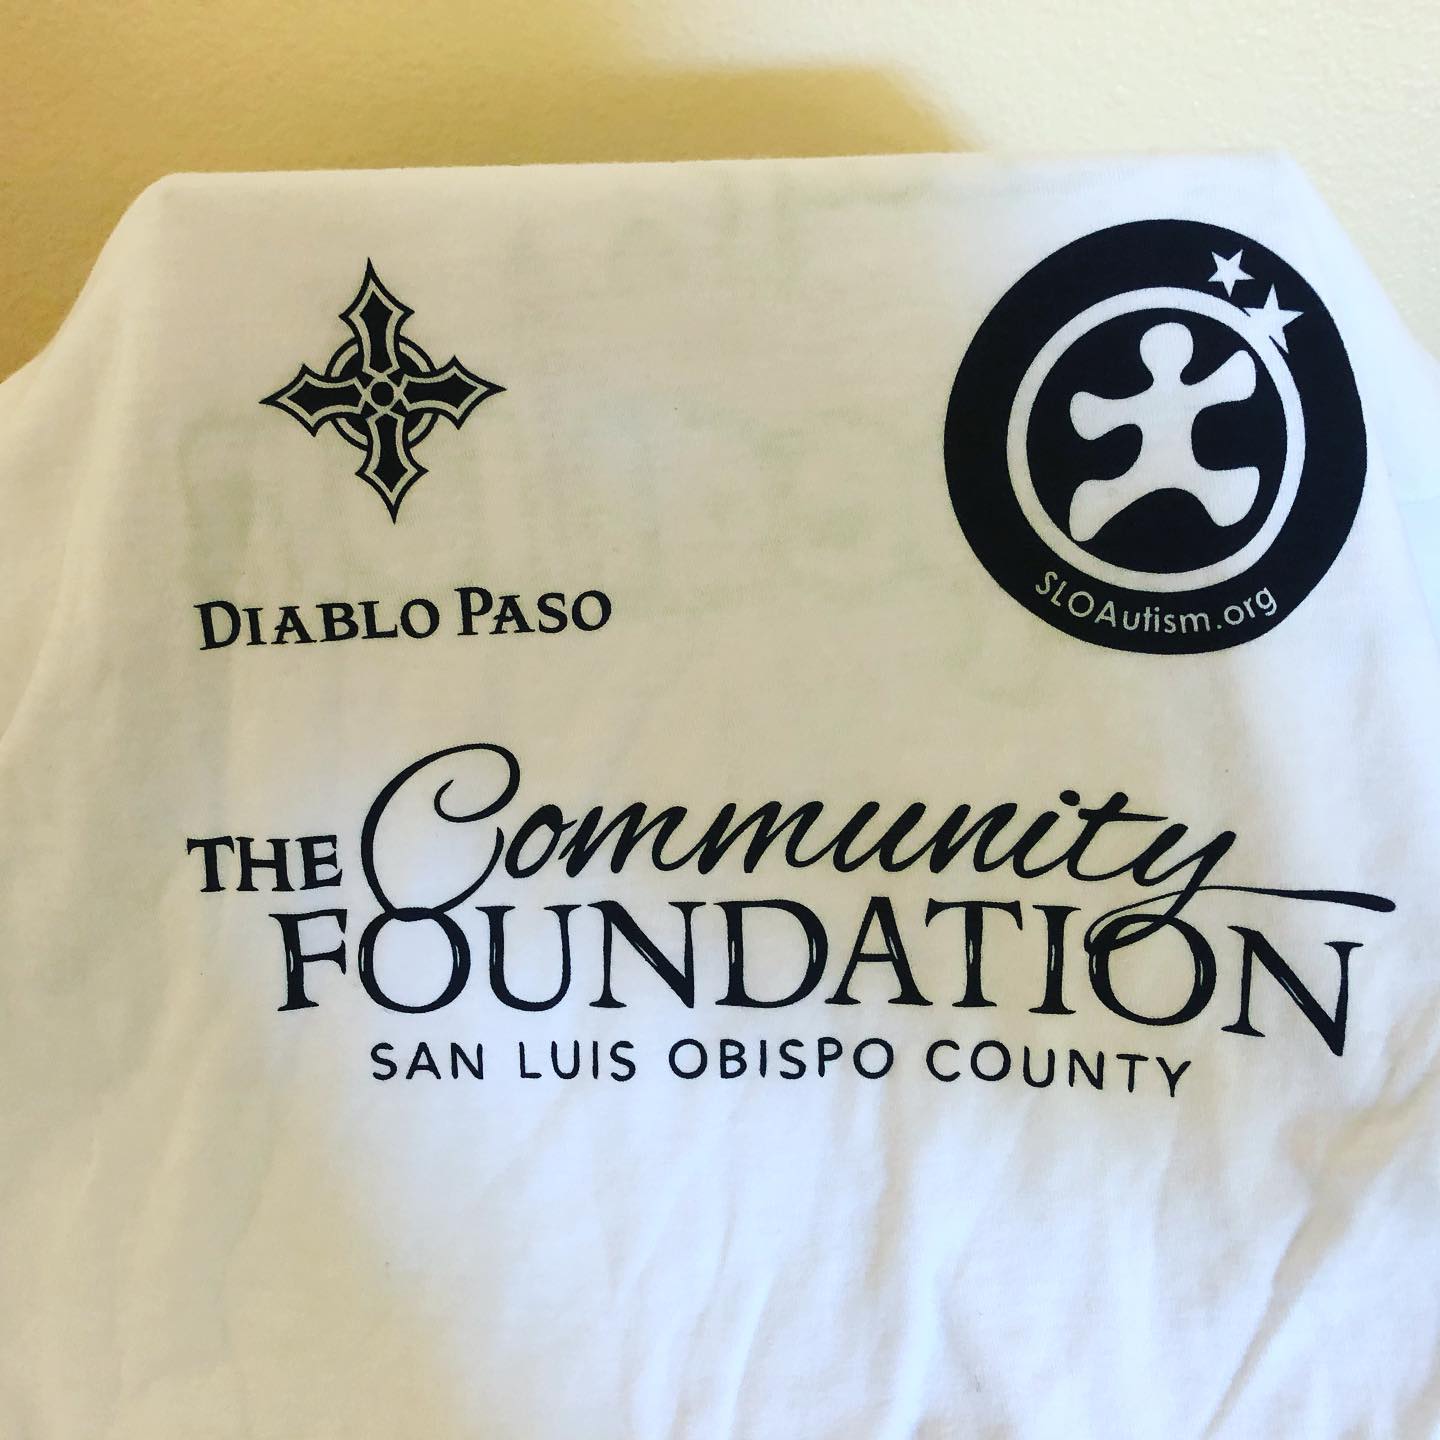 DIABLO PASO
SLOAutism.org
THE Community
FOUNDATION
SAN LUIS OBISPO COUNTY